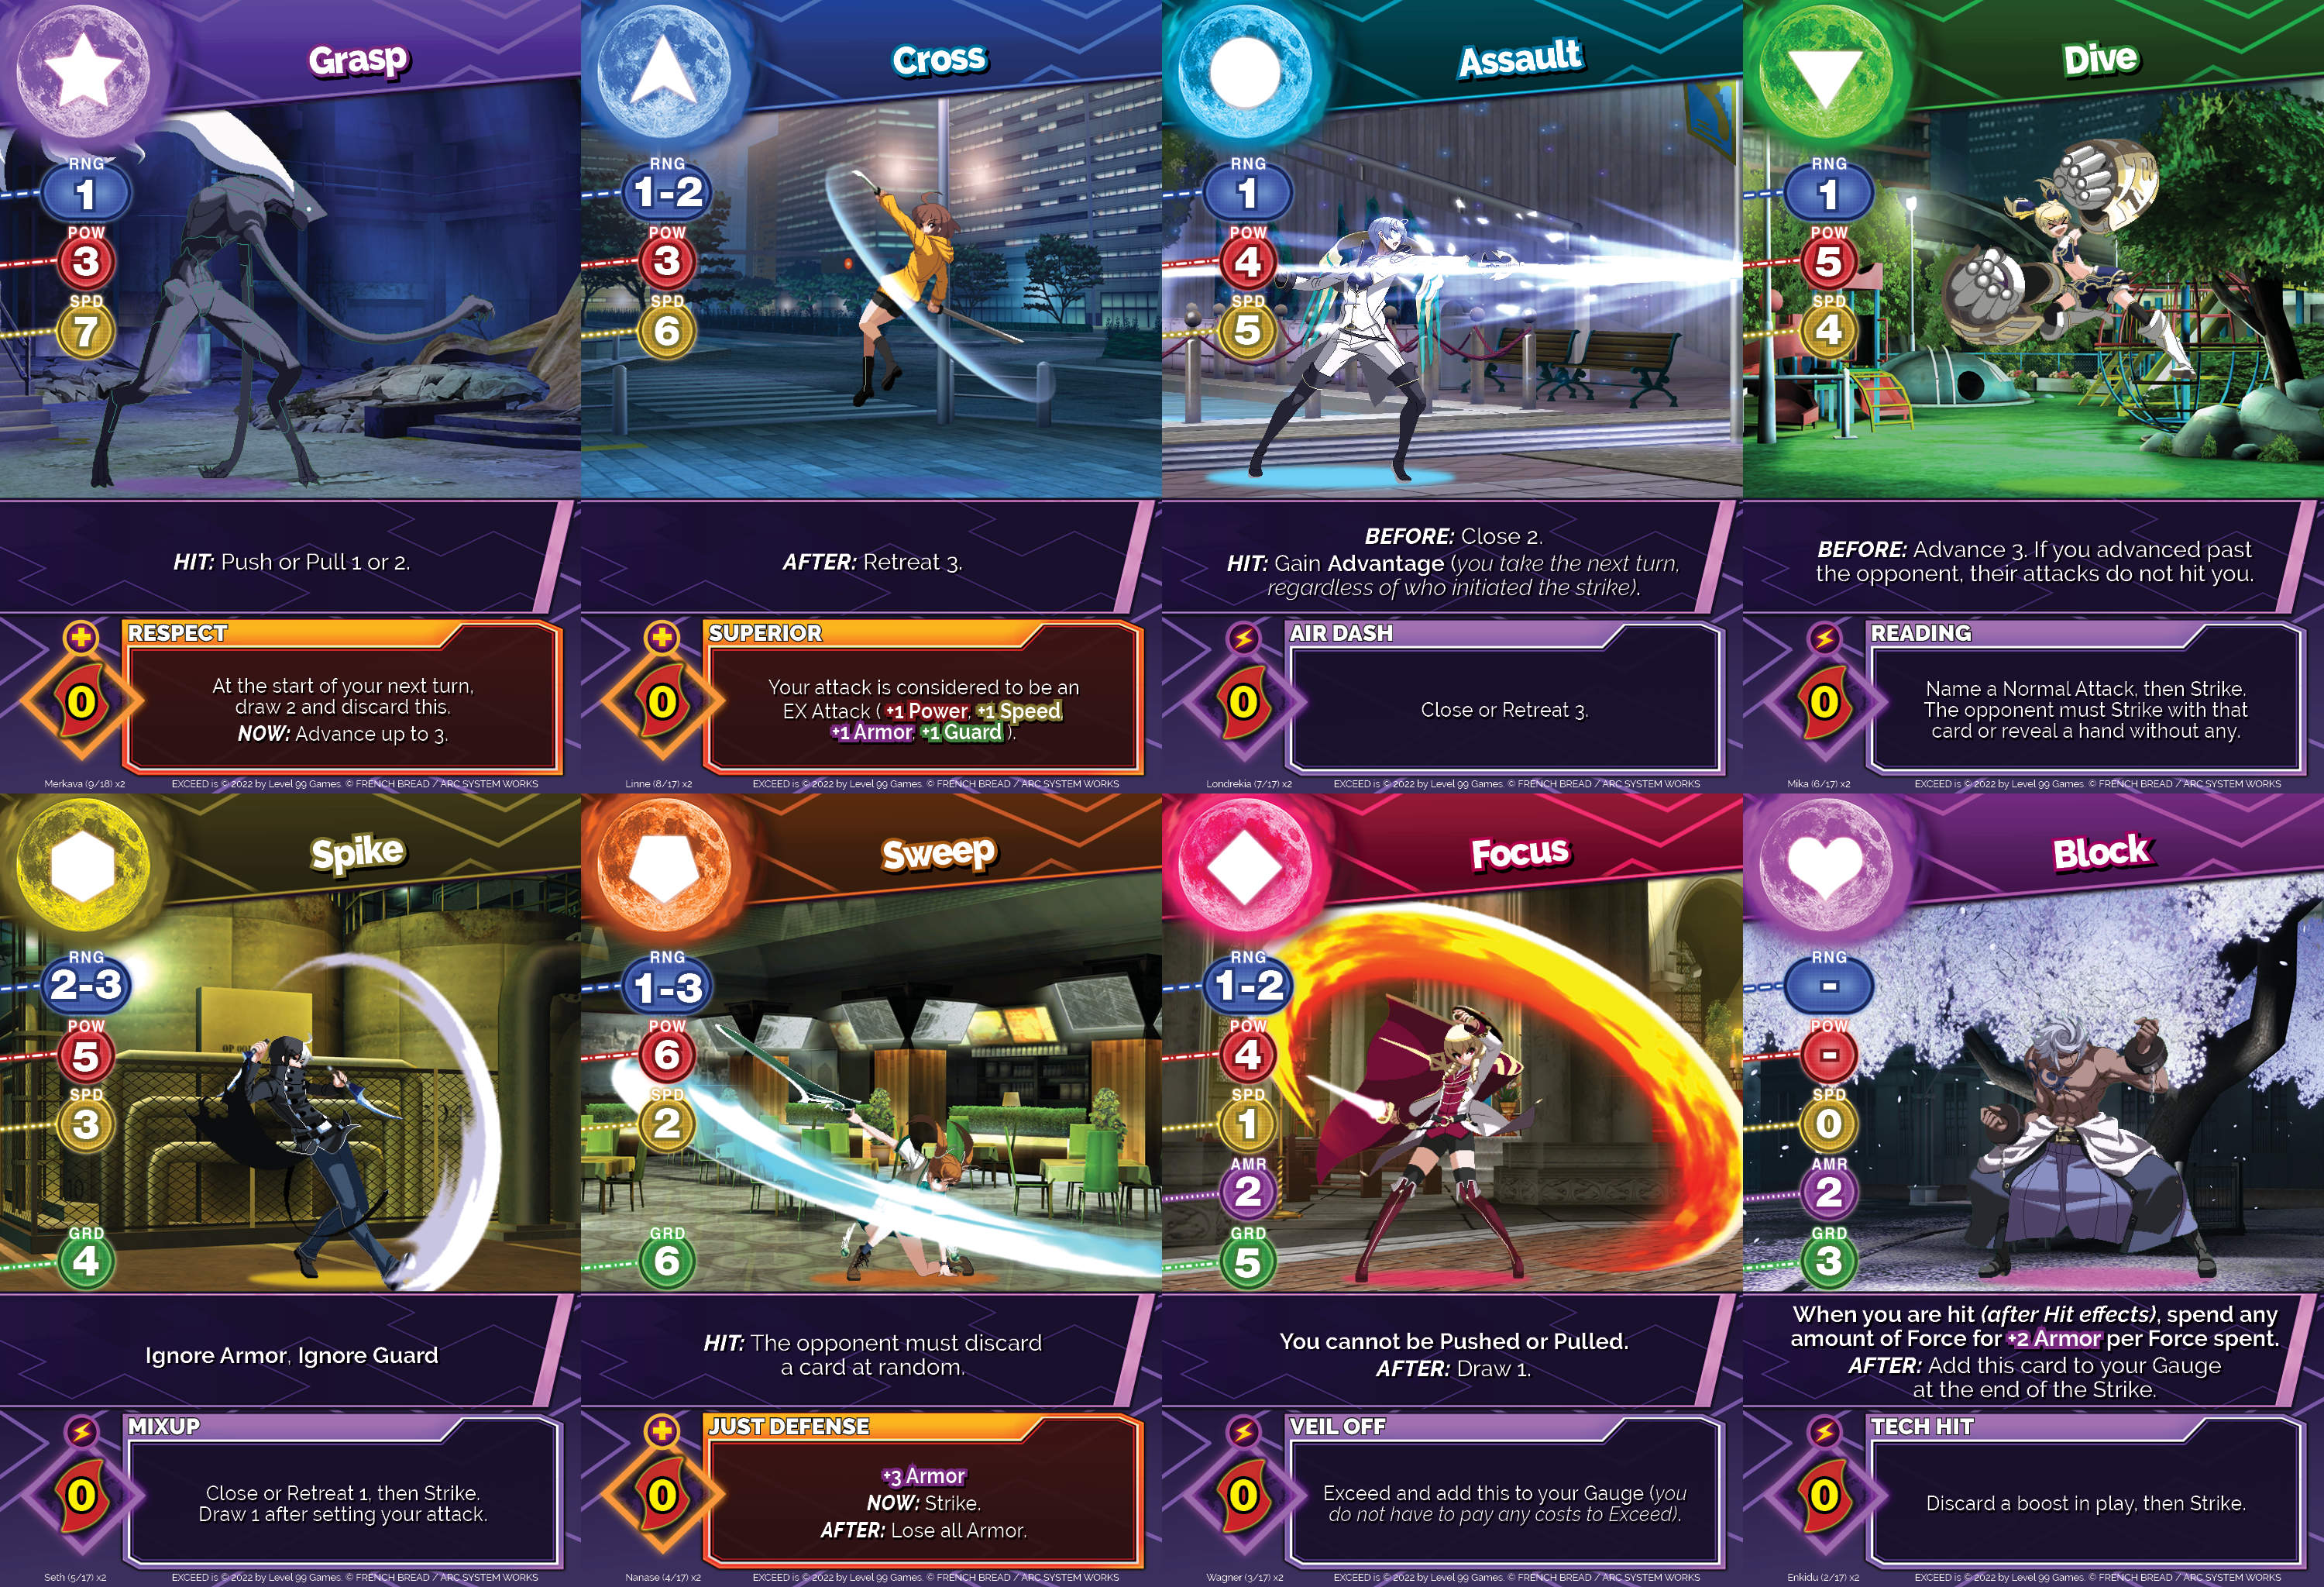 Grasp
RNG
1
POW
3
SPD
7
HIT: Push or Pull 1 or 2.
RESPECT
0
At the start of your next turn,
draw 2 and discard this.
NOW: Advance up to 3.
Merkava (9/18) x2
EXCEED is © 2022 by Level 99 Games. © FRENCH BREAD / ARC SYSTEM WORKS
Cross
RNG
1-2
POW
3
SPD
6
AFTER: Retreat 3.
SUPERIOR
0
Your attack is considered to be an
EX Attack ( +1 Power, +1 Speed
+1 Armor, +1 Guard ).
Linne (8/17) x2
EXCEED is © 2022 by Level 99 Games. © FRENCH BREAD / ARC SYSTEM WORKS
Assault
RNG
1
POW
4
SPD
5
BEFORE: Close 2.
HIT: Gain Advantage (you take the next turn,
regardless of who initiated the strike).
AIR DASH
0
Close or Retreat 3.
Londrekia (7/17) x2
EXCEED is © 2022 by Level 99 Games. © FRENCH BREAD / ARC SYSTEM WORKS
Dive
RNG
1
POW
5
SPD
4
BEFORE: Advance 3. If you advanced past
the opponent, their attacks do not hit you.
READING
0
Name a Normal Attack, then Strike.
The opponent must Strike with that
card or reveal a hand without any.
Mika (6/17) x2
EXCEED is © 2022 by Level 99 Games. © FRENCH BREAD / ARC SYSTEM WORKS
Spike
RNG
2-3
POW
5
SPD
3
GRD
4
Ignore Armor, Ignore Guard
MIXUP
0
Close or Retreat 1, then Strike.
Draw 1 after setting your attack.
Seth (5/17) x2
EXCEED is © 2022 by Level 99 Games. © FRENCH BREAD / ARC SYSTEM WORKS
Sweep
RNG
1-3
POW
6
SPD
2
GRD
6
HIT: The opponent must discard
a card at random.
JUST DEFENSE
0
+3 Armor
NOW: Strike.
AFTER: Lose all Armor.
Nanase (4/17) x2
EXCEED is © 2022 by Level 99 Games. © FRENCH BREAD / ARC SYSTEM WORKS
Focus
RNG
1-2
POW
4
SPD
1
AMR
2
GRD
5
You cannot be Pushed or Pulled.
AFTER: Draw 1.
VEIL OFF
0
Exceed and add this to your Gauge (you
do not have to pay any costs to Exceed).
Wagner (3/17) x2
EXCEED is © 2022 by Level 99 Games. © FRENCH BREAD / ARC SYSTEM WORKS
Block
RNG
-
POW
-
SPD
0
AMR
2
GRD
3
When you are hit (after Hit effects), spend any
amount of Force for +2 Armor per Force spent.
AFTER: Add this card to your Gauge
at the end of the Strike.
TECH HIT
0
Discard a boost in play, then Strike.
Enkidu (2/17) x2
EXCEED is © 2022 by Level 99 Games. © FRENCH BREAD / ARC SYSTEM WORKS